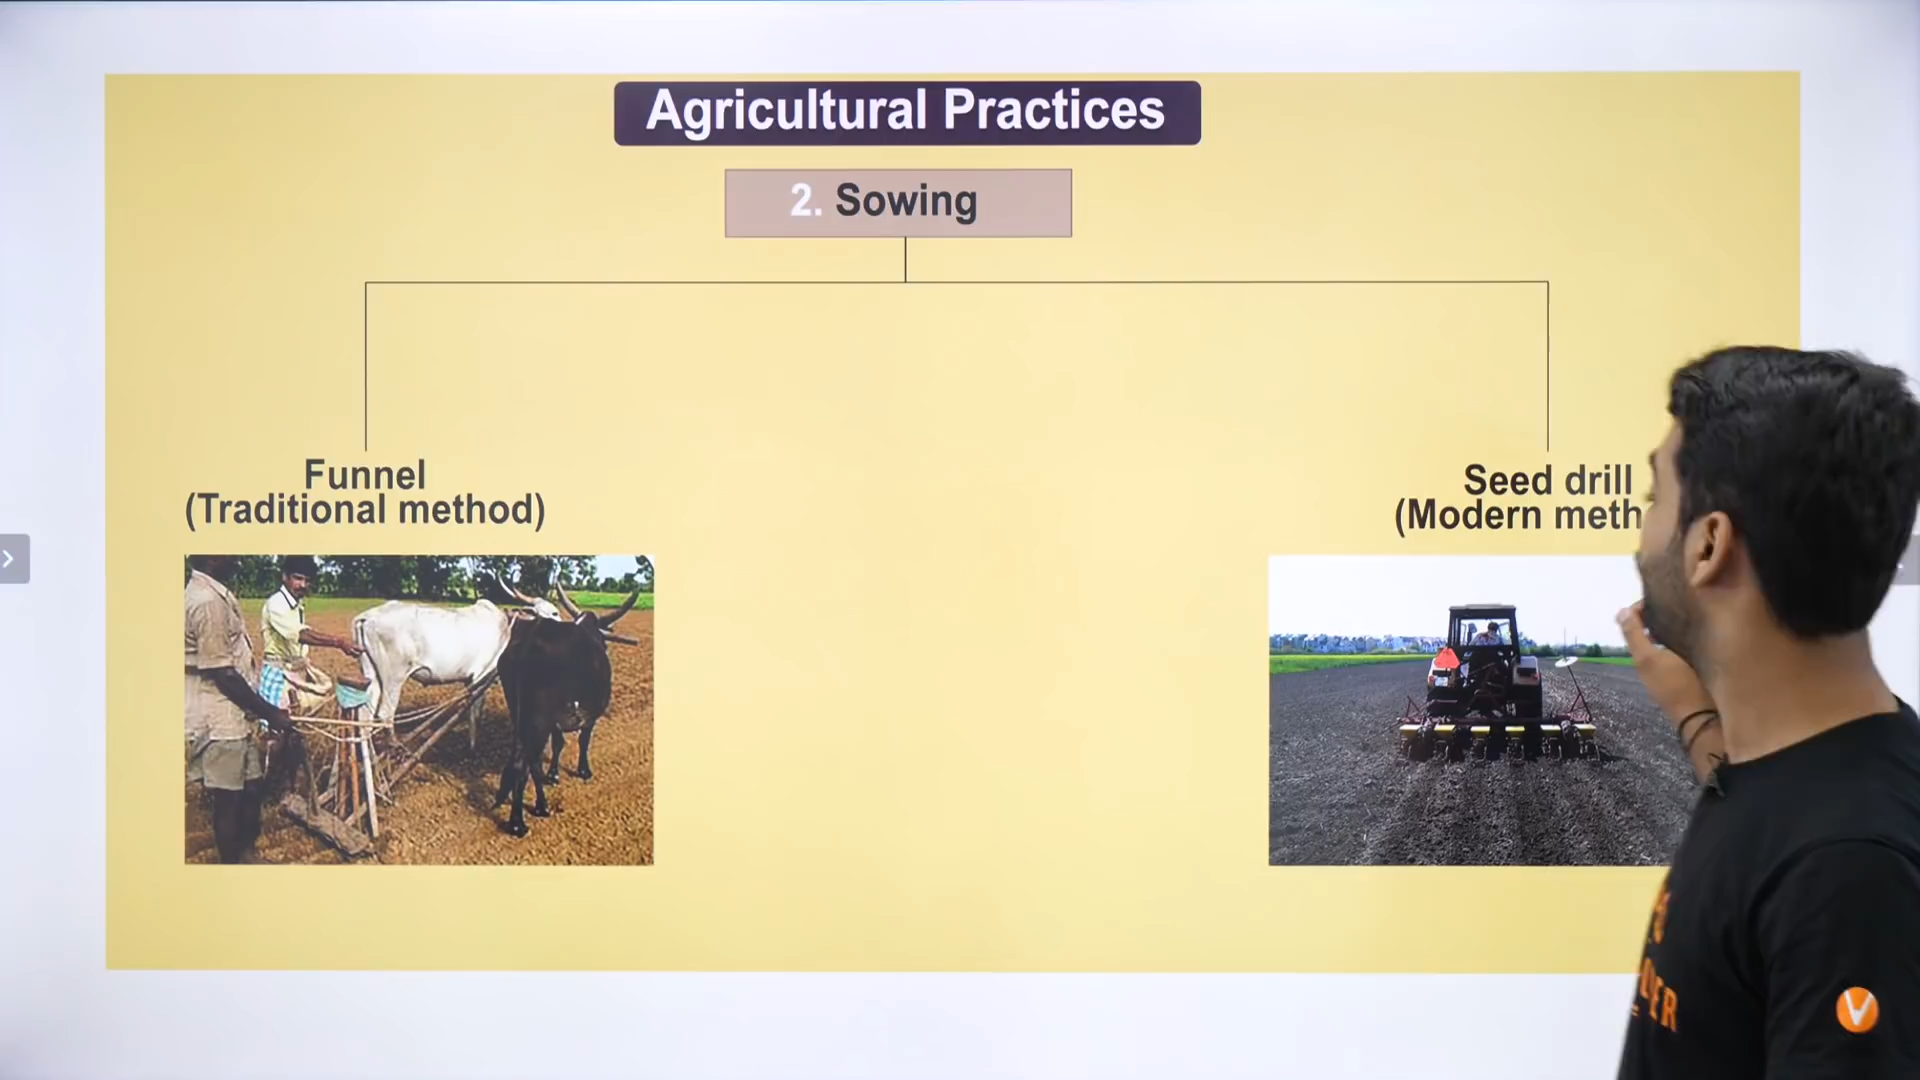 Agricultural Practices
2. Sowing
Funnel
(Traditional method)
Seed drill
(Modern meth